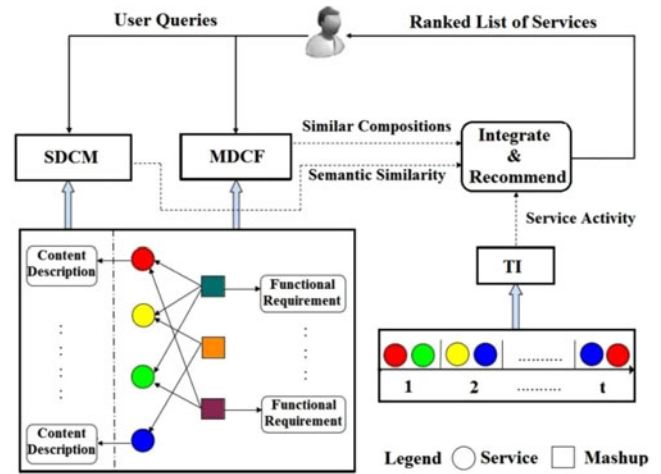 User Queries
Ranked List of Services
SDCM
MDCF
Similar Compositions
Semantic Similarity
Integrate
&
Recommend
Service Activity
TI
Content
Description
Functional
Requirement
Content
Description
Functional
Requirement
1 2 ......... t
Legend Service Mashup